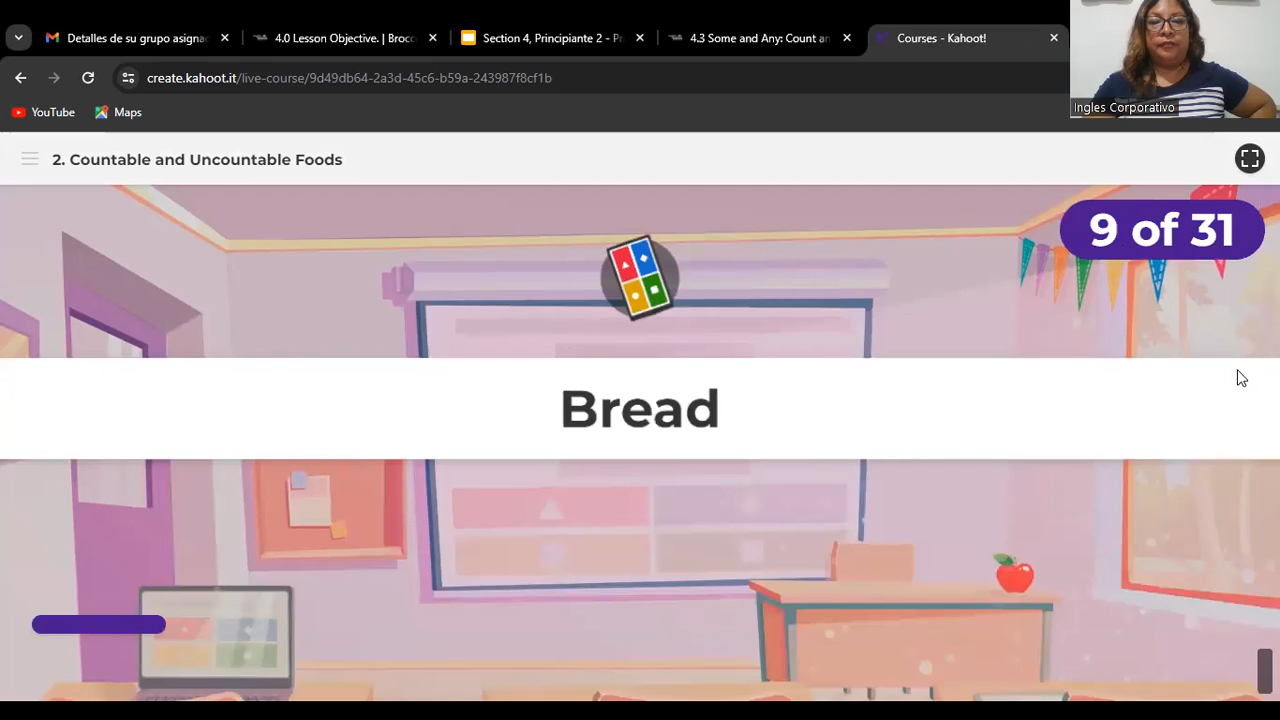 Detalles de su grupo asigna
4.0 Lesson Objective. | Brocc
Section 4, Principiante 2 - Pr
4.3 Some and Any: Count an
Courses - Kahoot!
create.kahoot.it/live-course/9d49db64-2a3d-45c6-b59a-243987f8cf1b
YouTube
Maps
Ingles Corporativo
2. Countable and Uncountable Foods
9 of 31
Bread